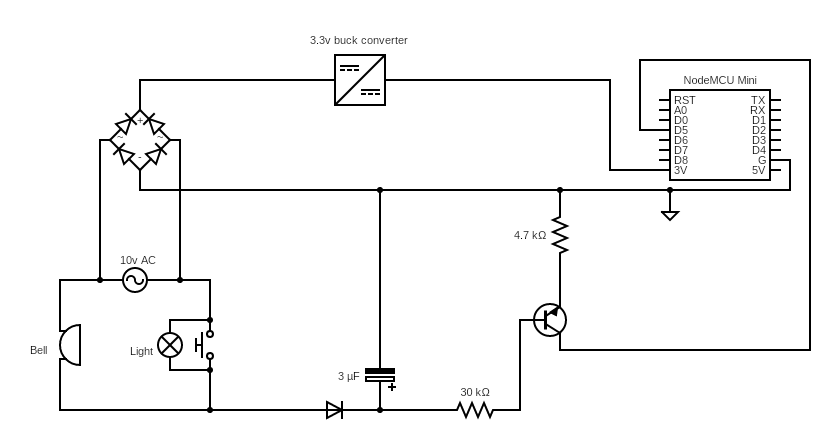 3.3v buck converter
NodeMCU Mini
RST TX
A0 RX
D0 D1
D5 D2
D6 D3
D7 D4
D8 G
3V 5V
+
~ ~
-
4.7 kΩ
10v AC
Bell
Light
3 µF
+
30 kΩ